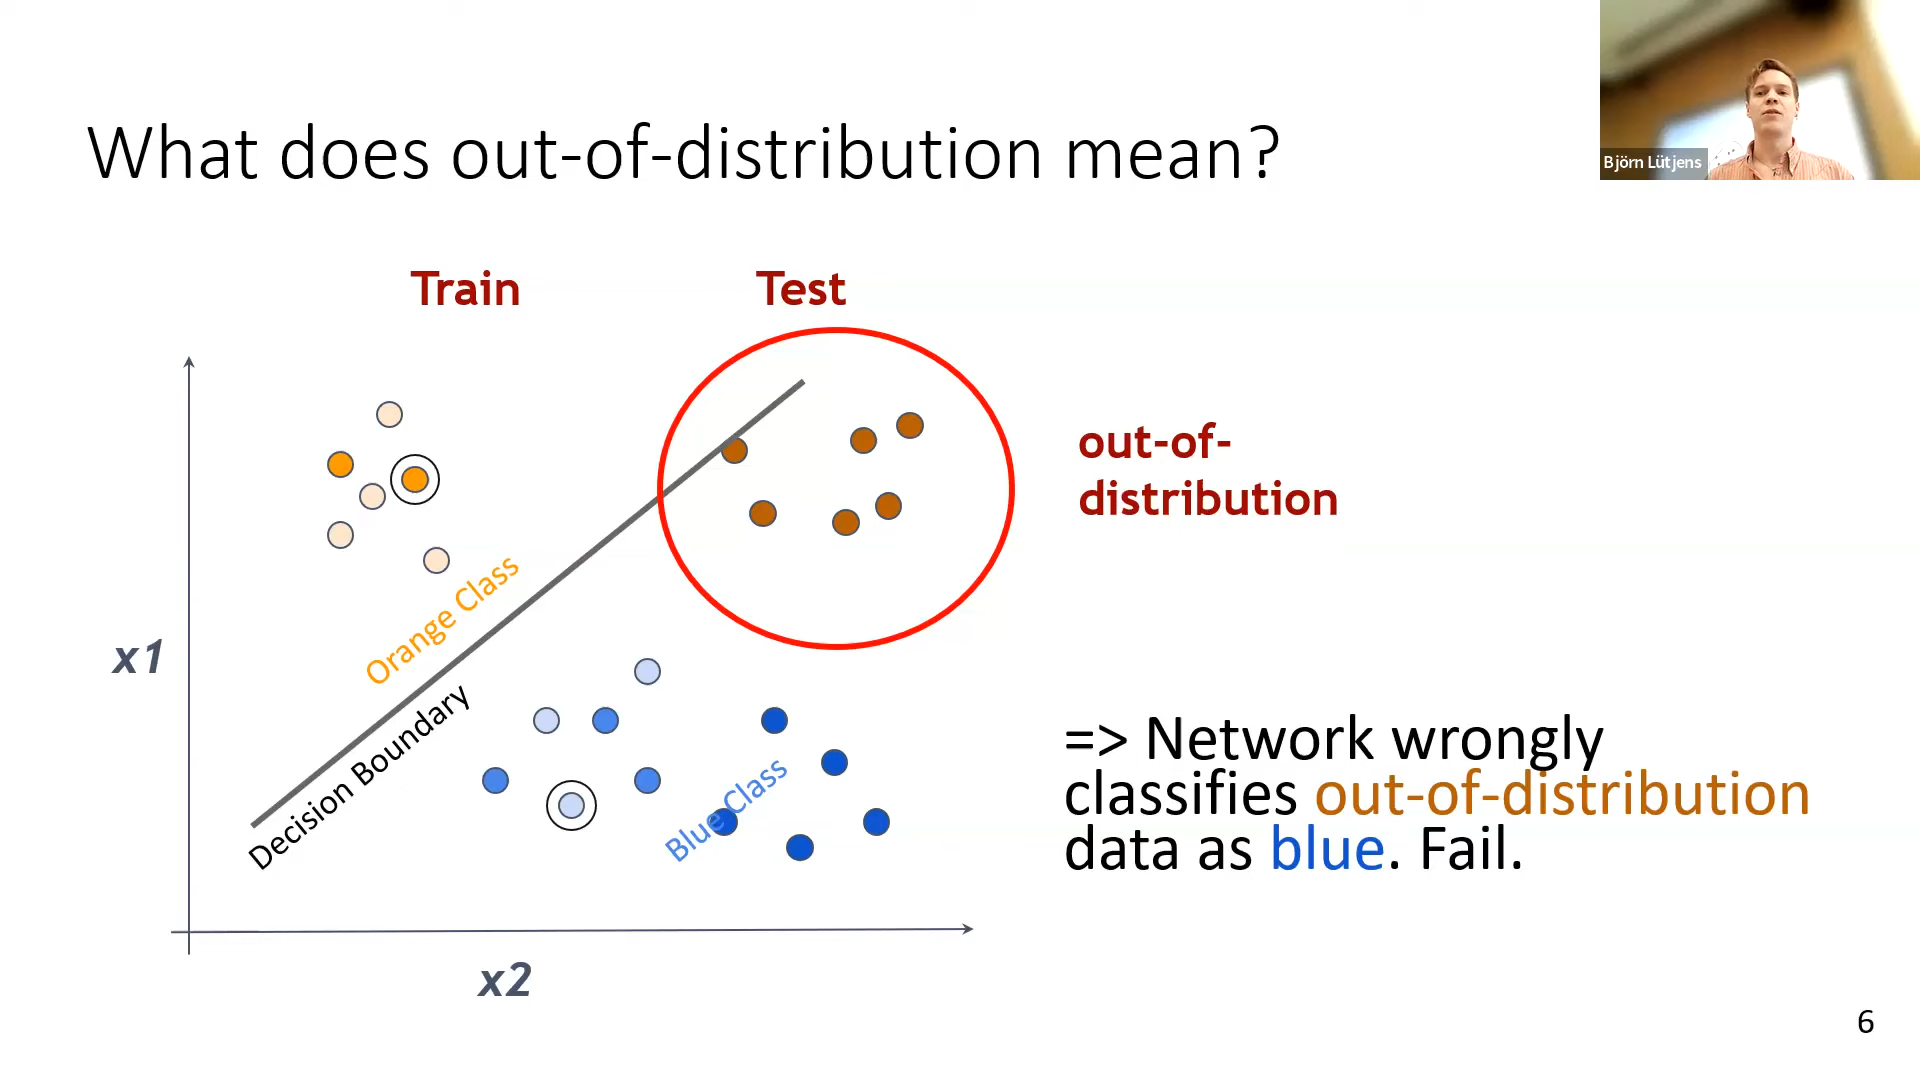 What does out-of-distribution mean?
Björn Lütjens
Train
Test
out-of-
distribution
x1
Orange Class
Decision Boundary
Blue Class
=> Network wrongly
classifies out-of-distribution
data as blue. Fail.
x2
6